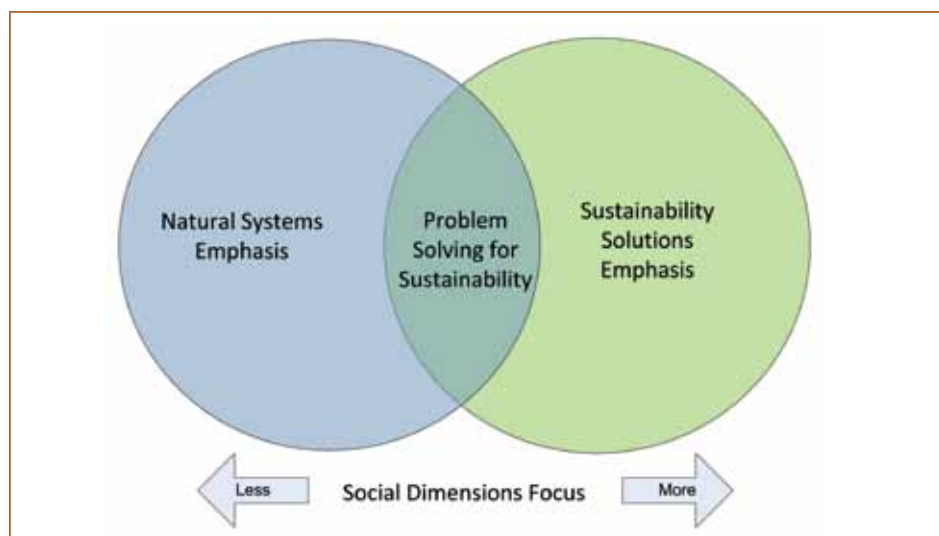 Natural Systems
Emphasis
Problem
Solving for
Sustainability
Sustainability
Solutions
Emphasis
Less
Social Dimensions Focus
More